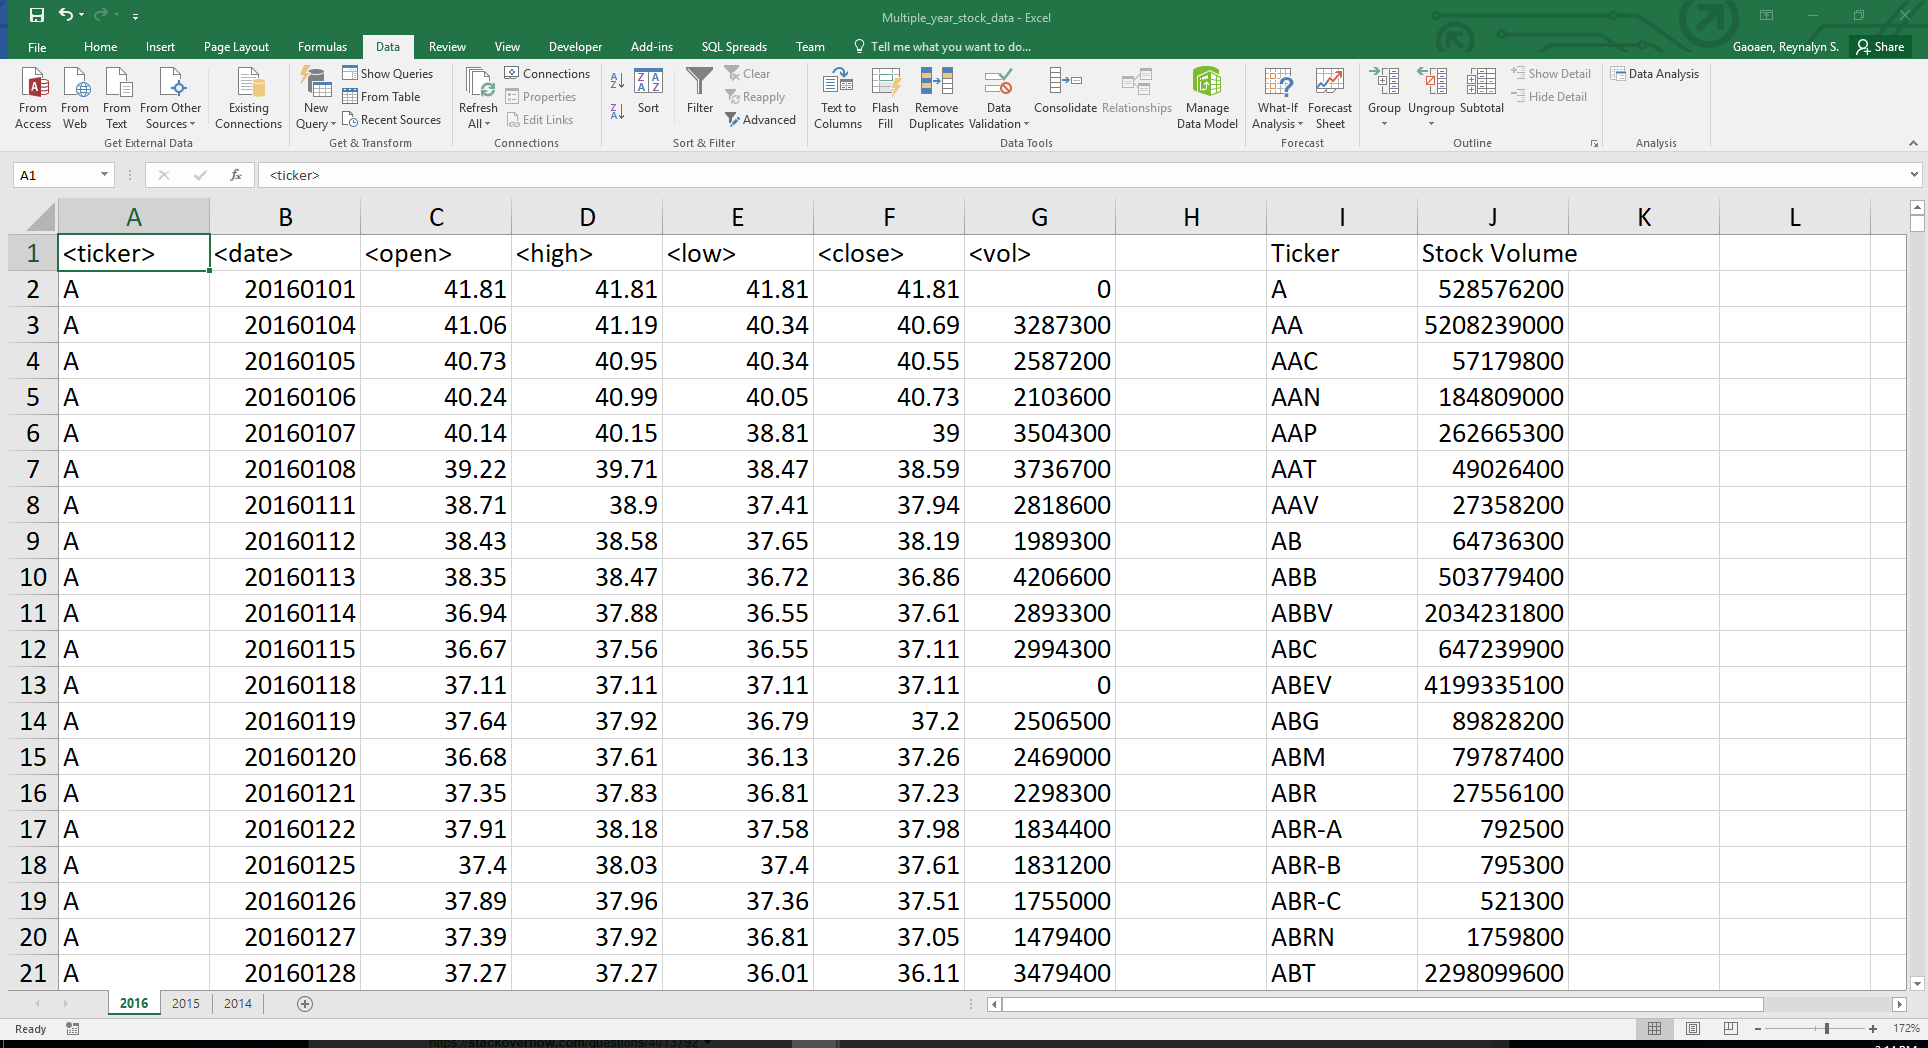 Multiple_year_stock_data - Excel
File Home Insert Page Layout Formulas Data Review View Developer Add-ins SQL Spreads Team Tell me what you want to do... Gaoaen, Reynalyn S. Share
From Access From Web From Text From Other Sources Existing Connections
Get External Data
New Query Show Queries From Table Recent Sources
Get & Transform
Refresh All Connections Properties Edit Links
Connections
Sort Filter Clear Reapply Advanced
Sort & Filter
Text to Columns Flash Fill Remove Duplicates Data Validation Consolidate Relationships Manage Data Model
Data Tools
What-If Analysis Forecast Sheet
Forecast
Group Ungroup Subtotal Show Detail Hide Detail
Outline
Data Analysis
Analysis
A1 fx <ticker>
A B C D E F G H I J K L
1 <ticker> <date> <open> <high> <low> <close> <vol> Ticker Stock Volume
2 A 20160101 41.81 41.81 41.81 41.81 0 A 528576200
3 A 20160104 41.06 41.19 40.34 40.69 3287300 AA 5208239000
4 A 20160105 40.73 40.95 40.34 40.55 2587200 AAC 57179800
5 A 20160106 40.24 40.99 40.05 40.73 2103600 AAN 184809000
6 A 20160107 40.14 40.15 38.81 39 3504300 AAP 262665300
7 A 20160108 39.22 39.71 38.47 38.59 3736700 AAT 49026400
8 A 20160111 38.71 38.9 37.41 37.94 2818600 AAV 27358200
9 A 20160112 38.43 38.58 37.65 38.19 1989300 AB 64736300
10 A 20160113 38.35 38.47 36.72 36.86 4206600 ABB 503779400
11 A 20160114 36.94 37.88 36.55 37.61 2893300 ABBV 2034231800
12 A 20160115 36.67 37.56 36.55 37.11 2994300 ABC 647239900
13 A 20160118 37.11 37.11 37.11 37.11 0 ABEV 4199335100
14 A 20160119 37.64 37.92 36.79 37.2 2506500 ABG 89828200
15 A 20160120 36.68 37.61 36.13 37.26 2469000 ABM 79787400
16 A 20160121 37.35 37.83 36.81 37.23 2298300 ABR 27556100
17 A 20160122 37.91 38.18 37.58 37.98 1834400 ABR-A 792500
18 A 20160125 37.4 38.03 37.4 37.61 1831200 ABR-B 795300
19 A 20160126 37.89 37.96 37.36 37.51 1755000 ABR-C 521300
20 A 20160127 37.39 37.92 36.81 37.05 1479400 ABRN 1759800
21 A 20160128 37.27 37.27 36.01 36.11 3479400 ABT 2298099600
2016 2015 2014
Ready 172%